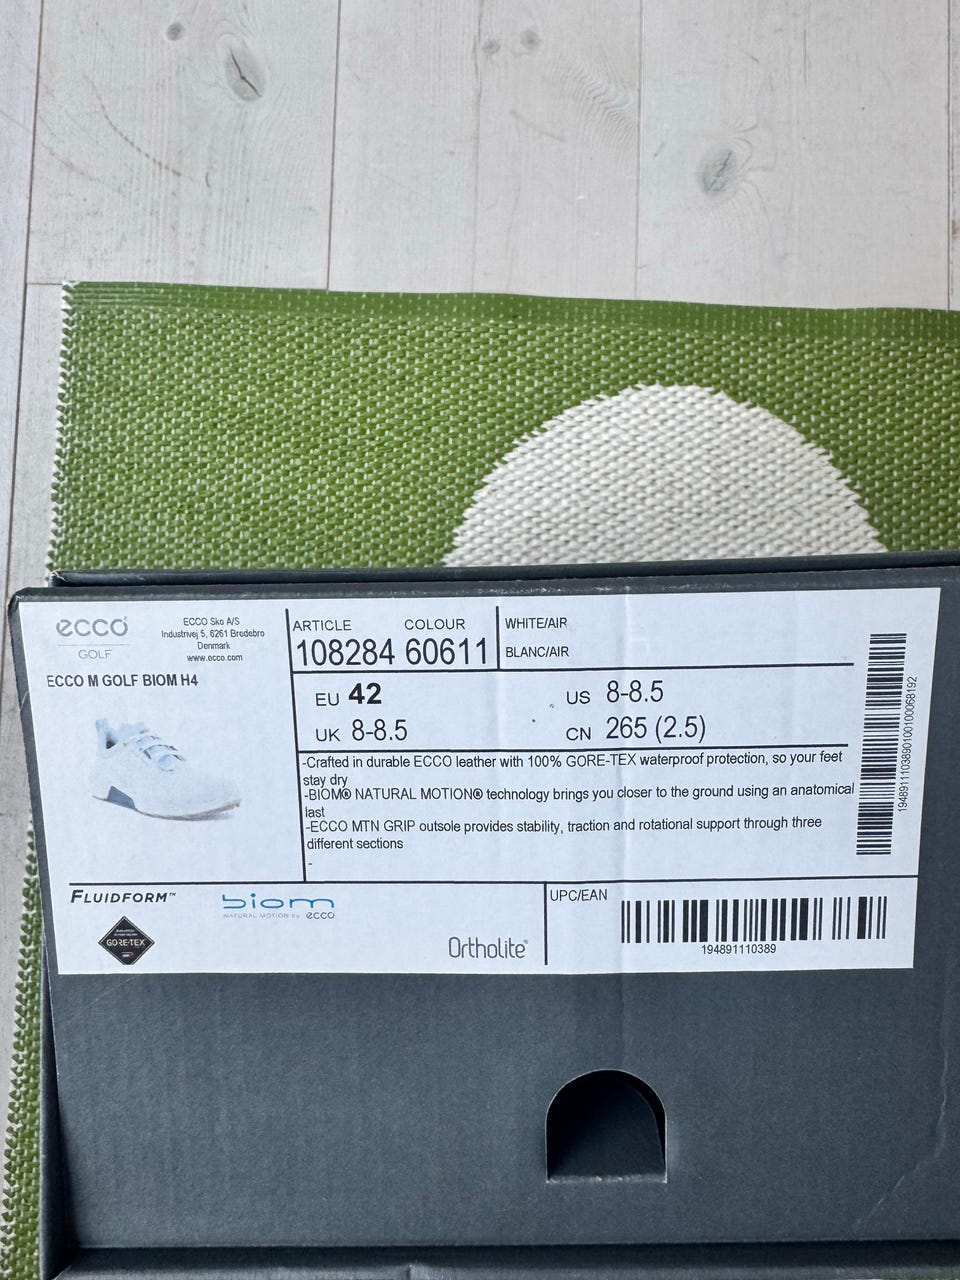 ecco
GOLF
ECCO Sko A/S
Industrivej 5, 6261 Bredebro
Denmark
www.ecco.com
ECCO M GOLF BIOM H4
ARTICLE COLOUR
108284 60611
WHITE/AIR
BLANC/AIR
EU 42
US 8-8.5
UK 8-8.5
CN 265 (2.5)
-Crafted in durable ECCO leather with 100% GORE-TEX waterproof protection, so your feet
stay dry
-BIOM® NATURAL MOTION® technology brings you closer to the ground using an anatomical
last
-ECCO MTN GRIP outsole provides stability, traction and rotational support through three
different sections
-
FLUIDFORM™
biom
NATURAL MOTION BY ecco
GORE-TEX
Ortholite®
UPC/EAN
194891110389
1948911103890100100068192